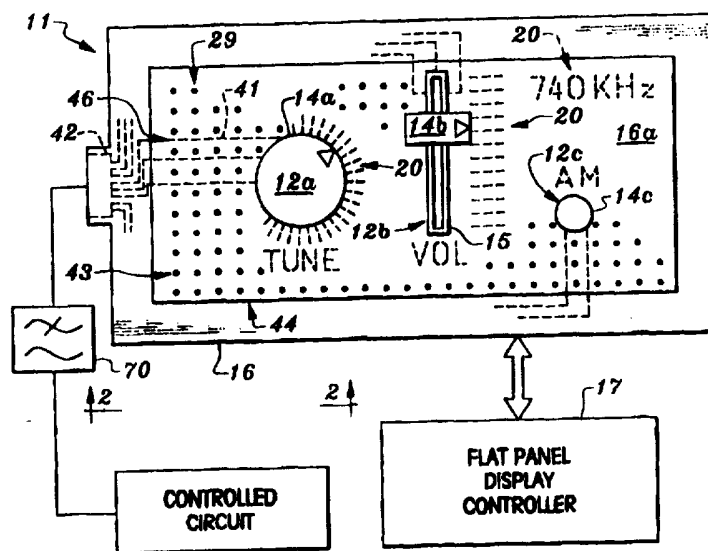 11
29
41
14a
20
740 KHz
46
42
14b
20
16a
12a
20
12c
AM
14c
12b
15
43
TUNE
VOL
44
70
16
17
2
2
CONTROLLED
CIRCUIT
FLAT PANEL
DISPLAY
CONTROLLER